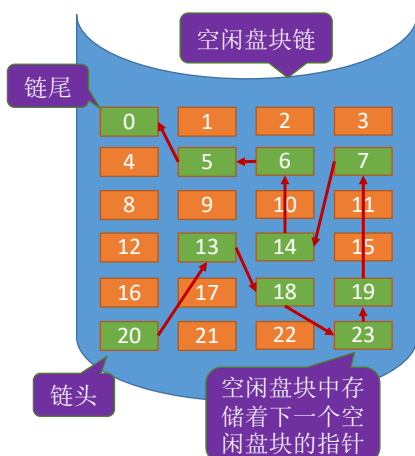 空闲盘块链
链尾
0 1 2 3
4 5 6 7
8 9 10 11
12 13 14 15
16 17 18 19
20 21 22 23
链头
空闲盘块中存
储着下一个空
闲盘块的指针